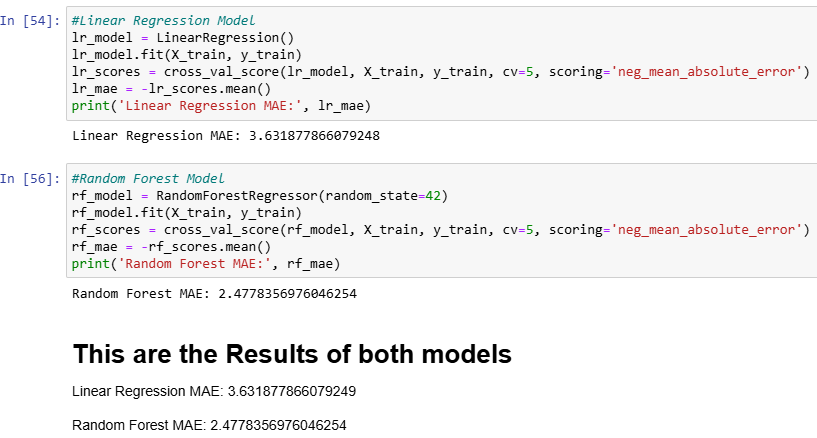 In [54]: #Linear Regression Model
lr_model = LinearRegression()
lr_model.fit(X_train, y_train)
lr_scores = cross_val_score(lr_model, X_train, y_train, cv=5, scoring='neg_mean_absolute_error')
lr_mae = -lr_scores.mean()
print('Linear Regression MAE:', lr_mae)
Linear Regression MAE: 3.631877866079248
In [56]: #Random Forest Model
rf_model = RandomForestRegressor(random_state=42)
rf_model.fit(X_train, y_train)
rf_scores = cross_val_score(rf_model, X_train, y_train, cv=5, scoring='neg_mean_absolute_error')
rf_mae = -rf_scores.mean()
print('Random Forest MAE:', rf_mae)
Random Forest MAE: 2.4778356976046254
This are the Results of both models
Linear Regression MAE: 3.631877866079249
Random Forest MAE: 2.4778356976046254